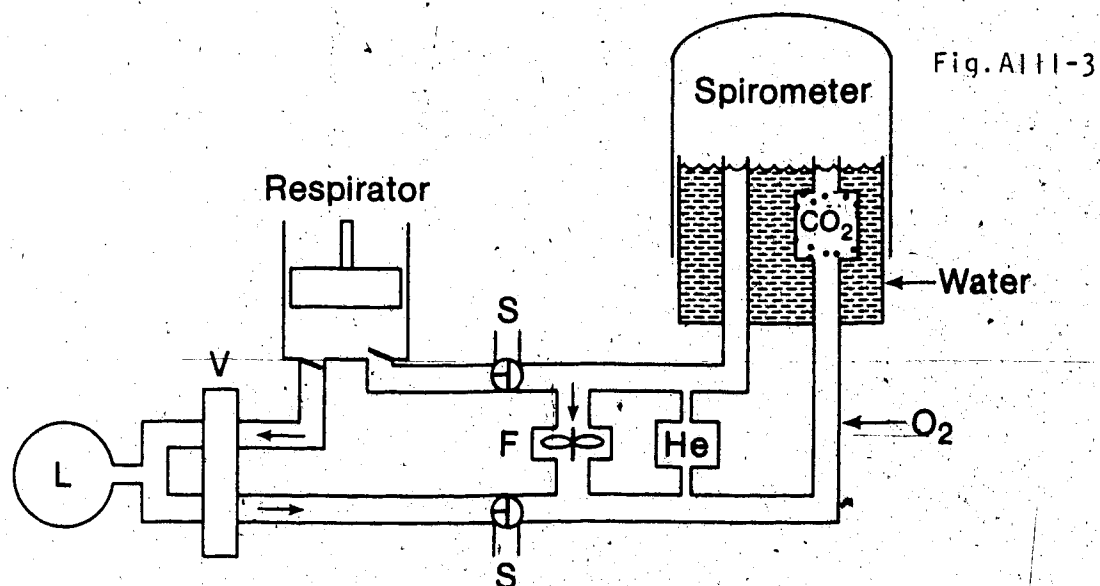 Fig. AIII-3
Spirometer
Respirator
CO₂
Water
S
V
O₂
F
He
L
S